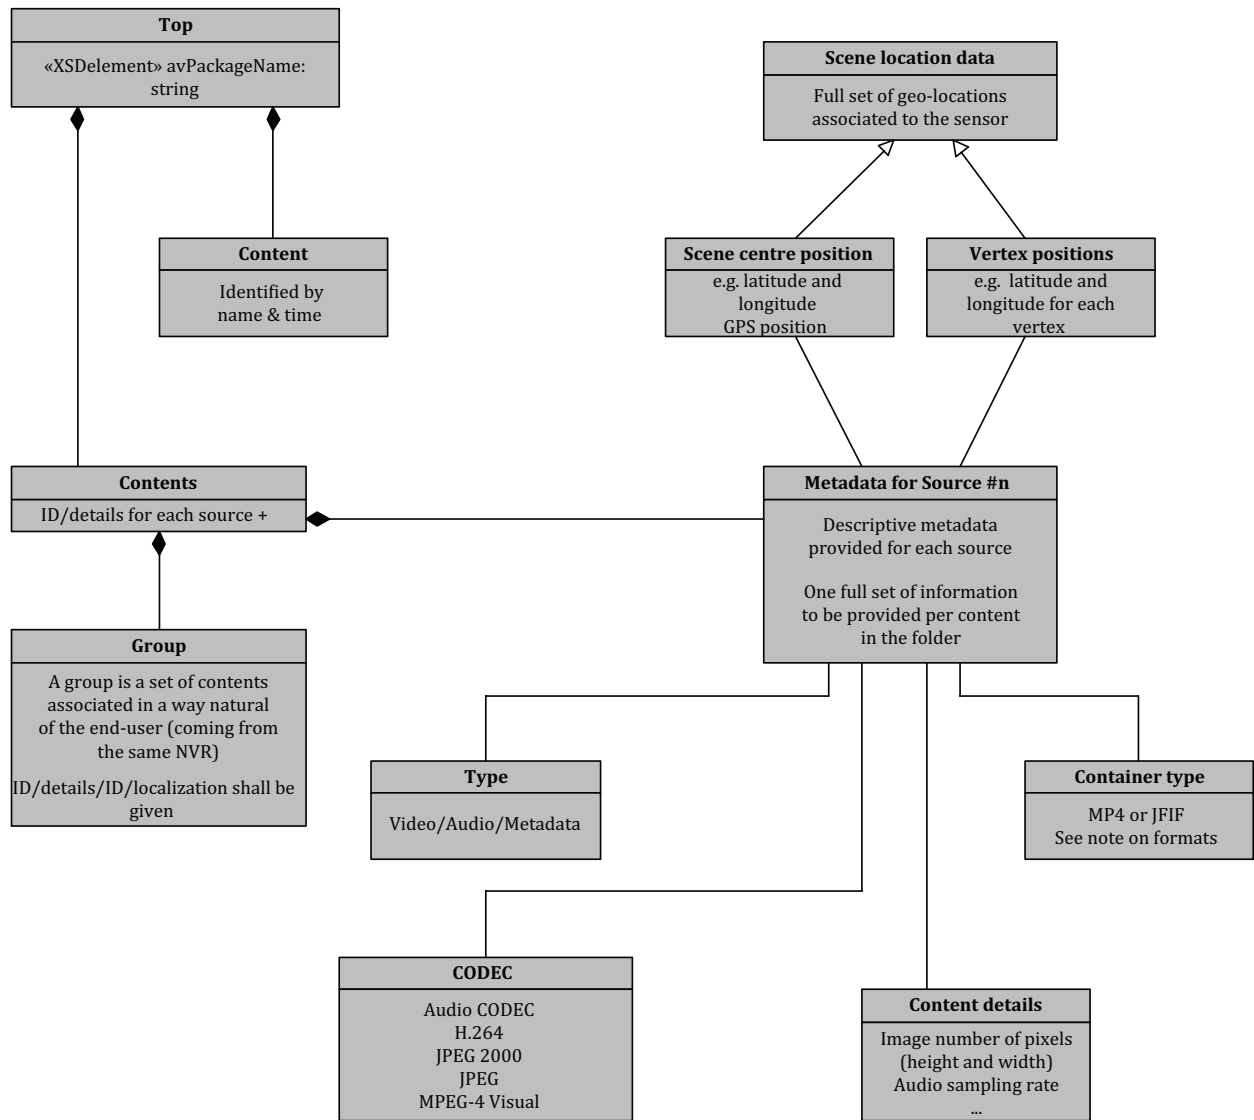 Top
«XSDelement» avPackageName:
string
Scene location data
Full set of geo-locations
associated to the sensor
Content
Identified by
name & time
Scene centre position
e.g. latitude and
longitude
GPS position
Vertex positions
e.g. latitude and
longitude for each
vertex
Contents
ID/details for each source +
Metadata for Source #n
Descriptive metadata
provided for each source
One full set of information
to be provided per content
in the folder
Group
A group is a set of contents
associated in a way natural
of the end-user (coming from
the same NVR)
ID/details/ID/localization shall be
given
Type
Video/Audio/Metadata
Container type
MP4 or JFIF
See note on formats
CODEC
Audio CODEC
H.264
JPEG 2000
JPEG
MPEG-4 Visual
Content details
Image number of pixels
(height and width)
Audio sampling rate
...